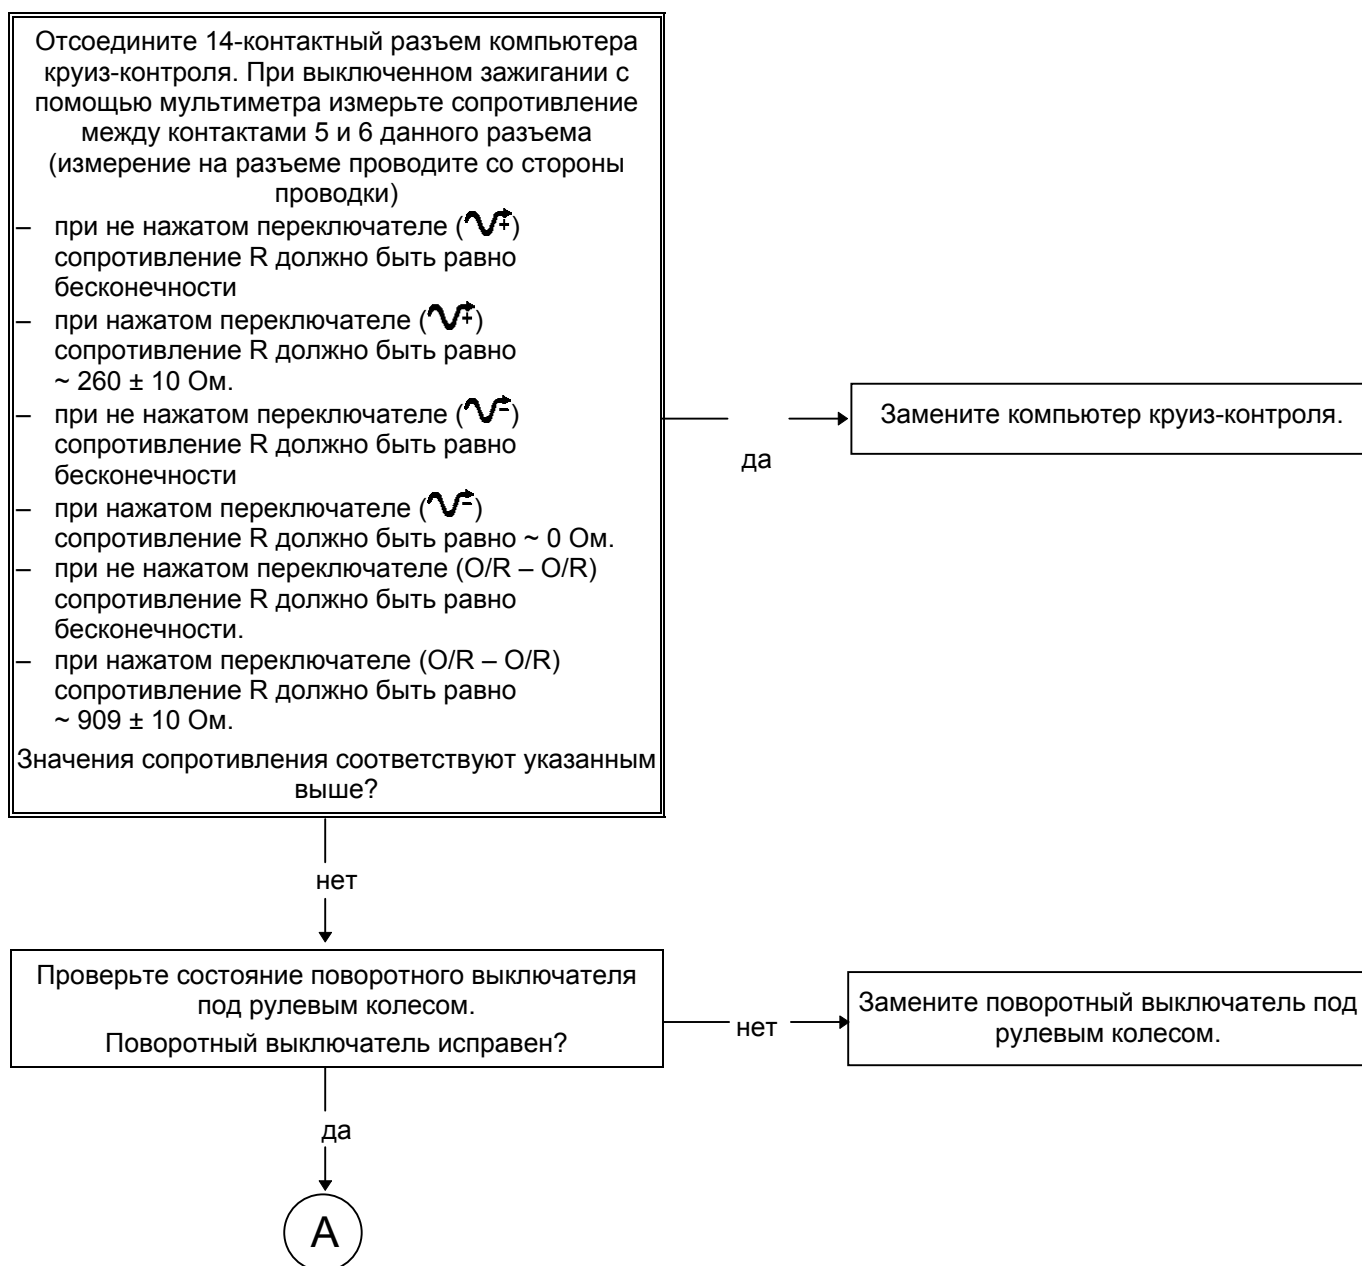 Отсоедините 14-контактный разъем компьютера
круиз-контроля. При выключенном зажигании с
помощью мультиметра измерьте сопротивление
между контактами 5 и 6 данного разъема
(измерение на разъеме проводите со стороны
проводки)
– при не нажатом переключателе (+)
сопротивление R должно быть равно
бесконечности
– при нажатом переключателе (+)
сопротивление R должно быть равно
~ 260 ± 10 Ом.
– при не нажатом переключателе (-)
сопротивление R должно быть равно
бесконечности
– при нажатом переключателе (-)
сопротивление R должно быть равно ~ 0 Ом.
– при не нажатом переключателе (O/R – O/R)
сопротивление R должно быть равно
бесконечности.
– при нажатом переключателе (O/R – O/R)
сопротивление R должно быть равно
~ 909 ± 10 Ом.
Значения сопротивления соответствуют указанным
выше?
да
Замените компьютер круиз-контроля.
нет
Проверьте состояние поворотного выключателя
под рулевым колесом.
Поворотный выключатель исправен?
нет
Замените поворотный выключатель под
рулевым колесом.
да
А